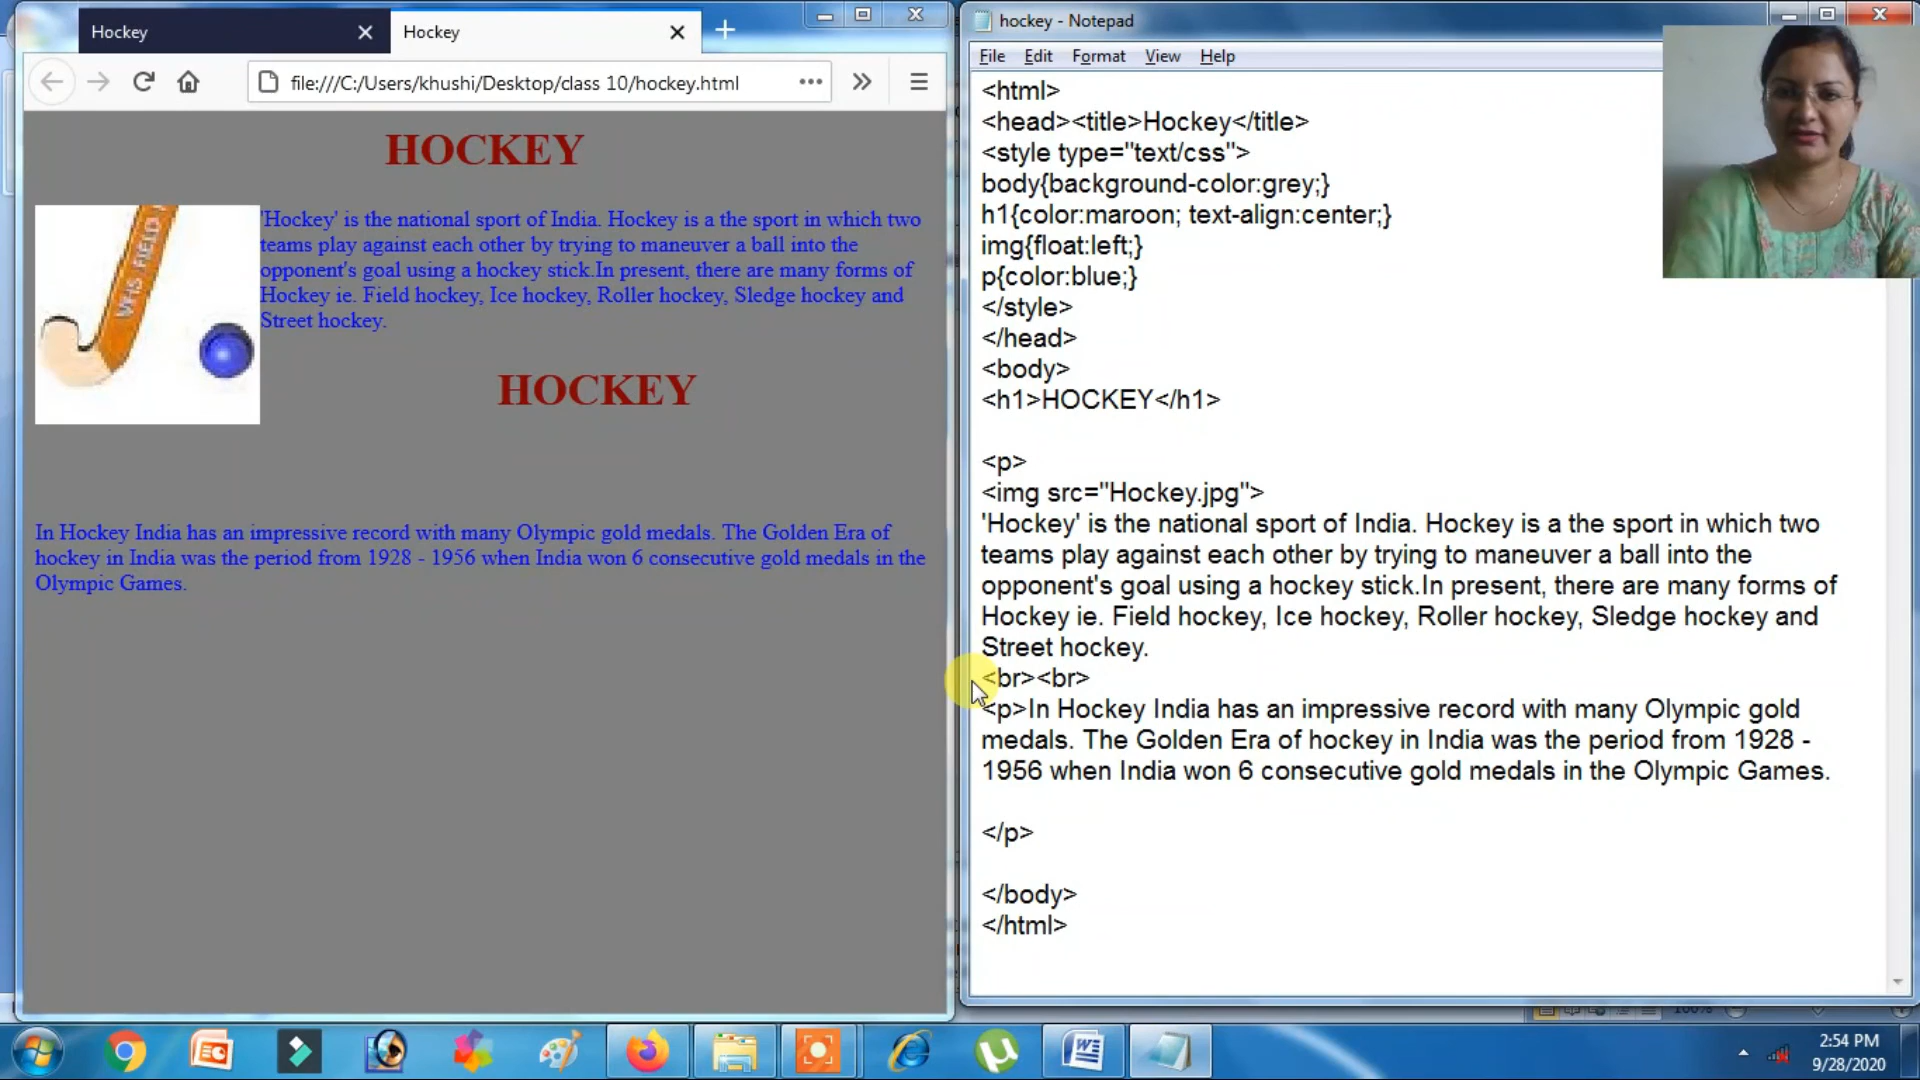 Hockey
Hockey
file:///C:/Users/khushi/Desktop/class 10/hockey.html
HOCKEY
WHS FIELD
'Hockey' is the national sport of India. Hockey is a the sport in which two
teams play against each other by trying to maneuver a ball into the
opponent's goal using a hockey stick.In present, there are many forms of
Hockey ie. Field hockey, Ice hockey, Roller hockey, Sledge hockey and
Street hockey.
HOCKEY
In Hockey India has an impressive record with many Olympic gold medals. The Golden Era of
hockey in India was the period from 1928 - 1956 when India won 6 consecutive gold medals in the
Olympic Games.
hockey - Notepad
File Edit Format View Help
<html>
<head><title>Hockey</title>
<style type="text/css">
body{background-color:grey;}
h1{color:maroon; text-align:center;}
img{float:left;}
p{color:blue;}
</style>
</head>
<body>
<h1>HOCKEY</h1>
<p>
<img src="Hockey.jpg">
'Hockey' is the national sport of India. Hockey is a the sport in which two
teams play against each other by trying to maneuver a ball into the
opponent's goal using a hockey stick.In present, there are many forms of
Hockey ie. Field hockey, Ice hockey, Roller hockey, Sledge hockey and
Street hockey.
<br><br>
<p>In Hockey India has an impressive record with many Olympic gold
medals. The Golden Era of hockey in India was the period from 1928 -
1956 when India won 6 consecutive gold medals in the Olympic Games.
</p>
</body>
</html>
2:54 PM
9/28/2020